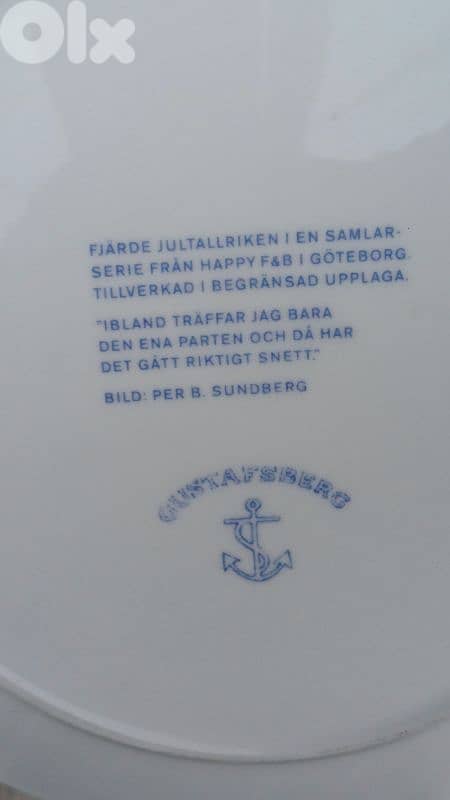 OLX
FJÄRDE JULTALLRIKEN I EN SAMLAR-
SERIE FRÅN HAPPY F&B I GÖTEBORG.
TILLVERKAD I BEGRÄNSAD UPPLAGA.
"IBLAND TRÄFFAR JAG BARA
DEN ENA PARTEN OCH DÅ HAR
DET GÅTT RIKTIGT SNETT."
BILD: PER B. SUNDBERG
GUSTAFSBERG